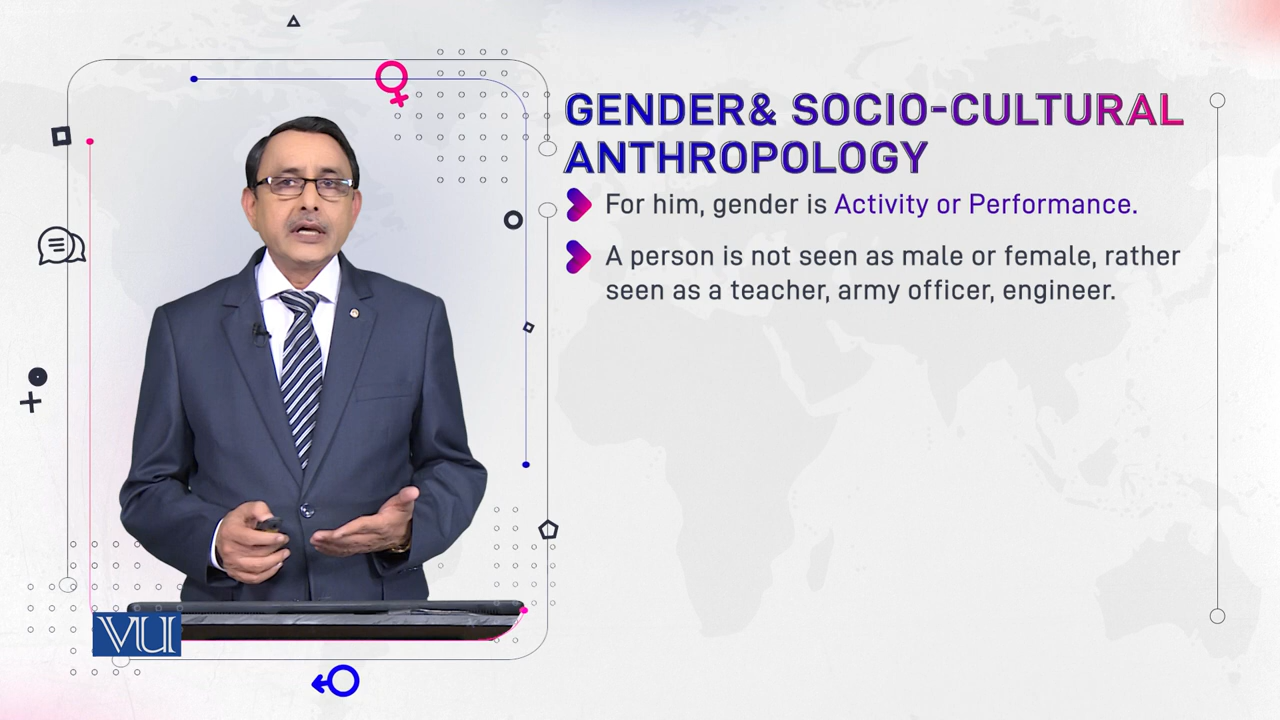 GENDER& SOCIO-CULTURAL
ANTHROPOLOGY
For him, gender is Activity or Performance.
A person is not seen as male or female, rather
seen as a teacher, army officer, engineer.
VU